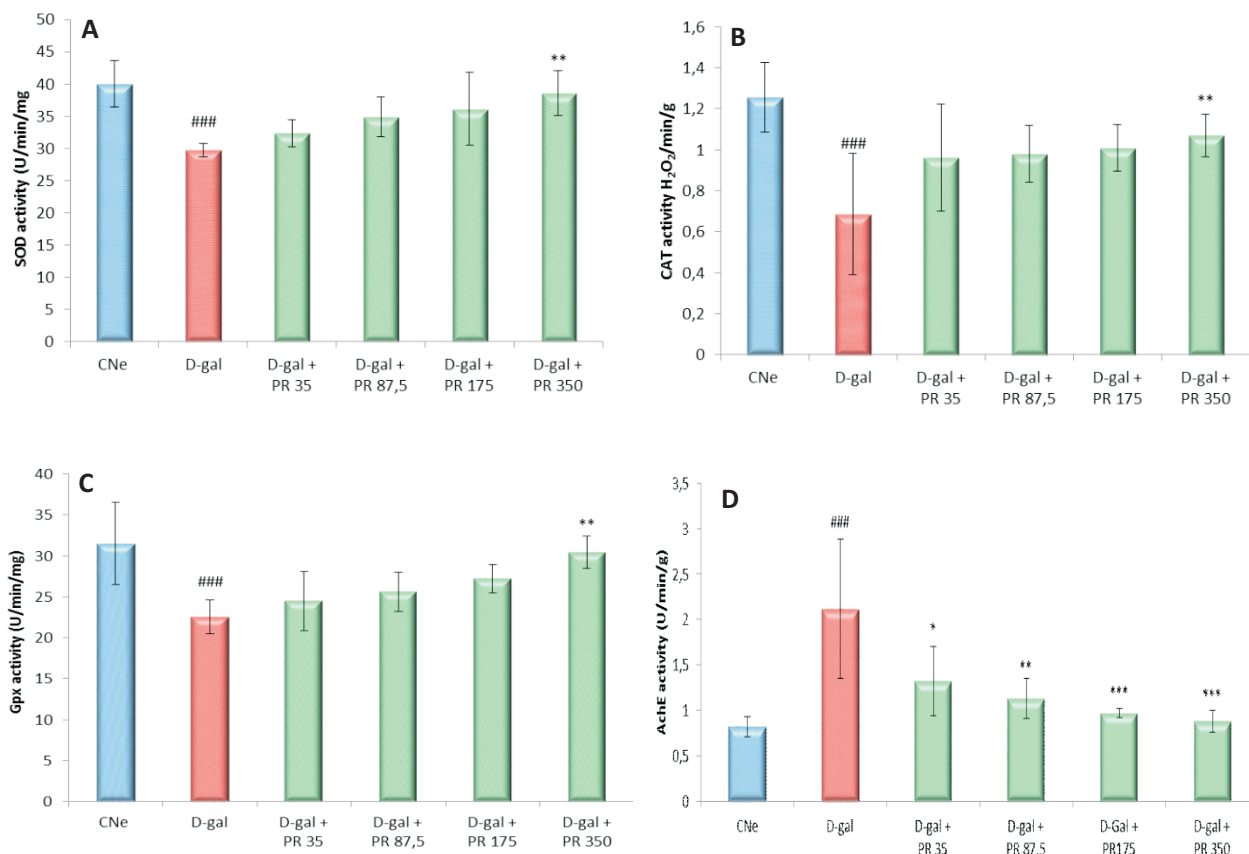 A
SOD activity (U/min/mg)
50
45
40
35
30
25
20
15
10
5
0
###
**
CNe
D-gal
D-gal +
PR 35
D-gal +
PR 87,5
D-gal +
PR 175
D-gal +
PR 350
B
CAT activity H₂O₂/min/g
1,6
1,4
1,2
1
0,8
0,6
0,4
0,2
0
###
**
CNe
D-gal
D-gal +
PR 35
D-gal +
PR 87,5
D-gal +
PR 175
D-gal +
PR 350
C
Gpx activity (U/min/mg)
40
35
30
25
20
15
10
5
0
###
**
CNe
D-gal
D-gal +
PR 35
D-gal +
PR 87,5
D-gal +
PR 175
D-gal +
PR 350
D
AchE activity (U/min/g)
3,5
3
2,5
2
1,5
1
0,5
0
###
*
**
***
***
CNe
D-gal
D-gal +
PR 35
D-gal +
PR 87,5
D-Gal +
PR175
D-gal +
PR 350